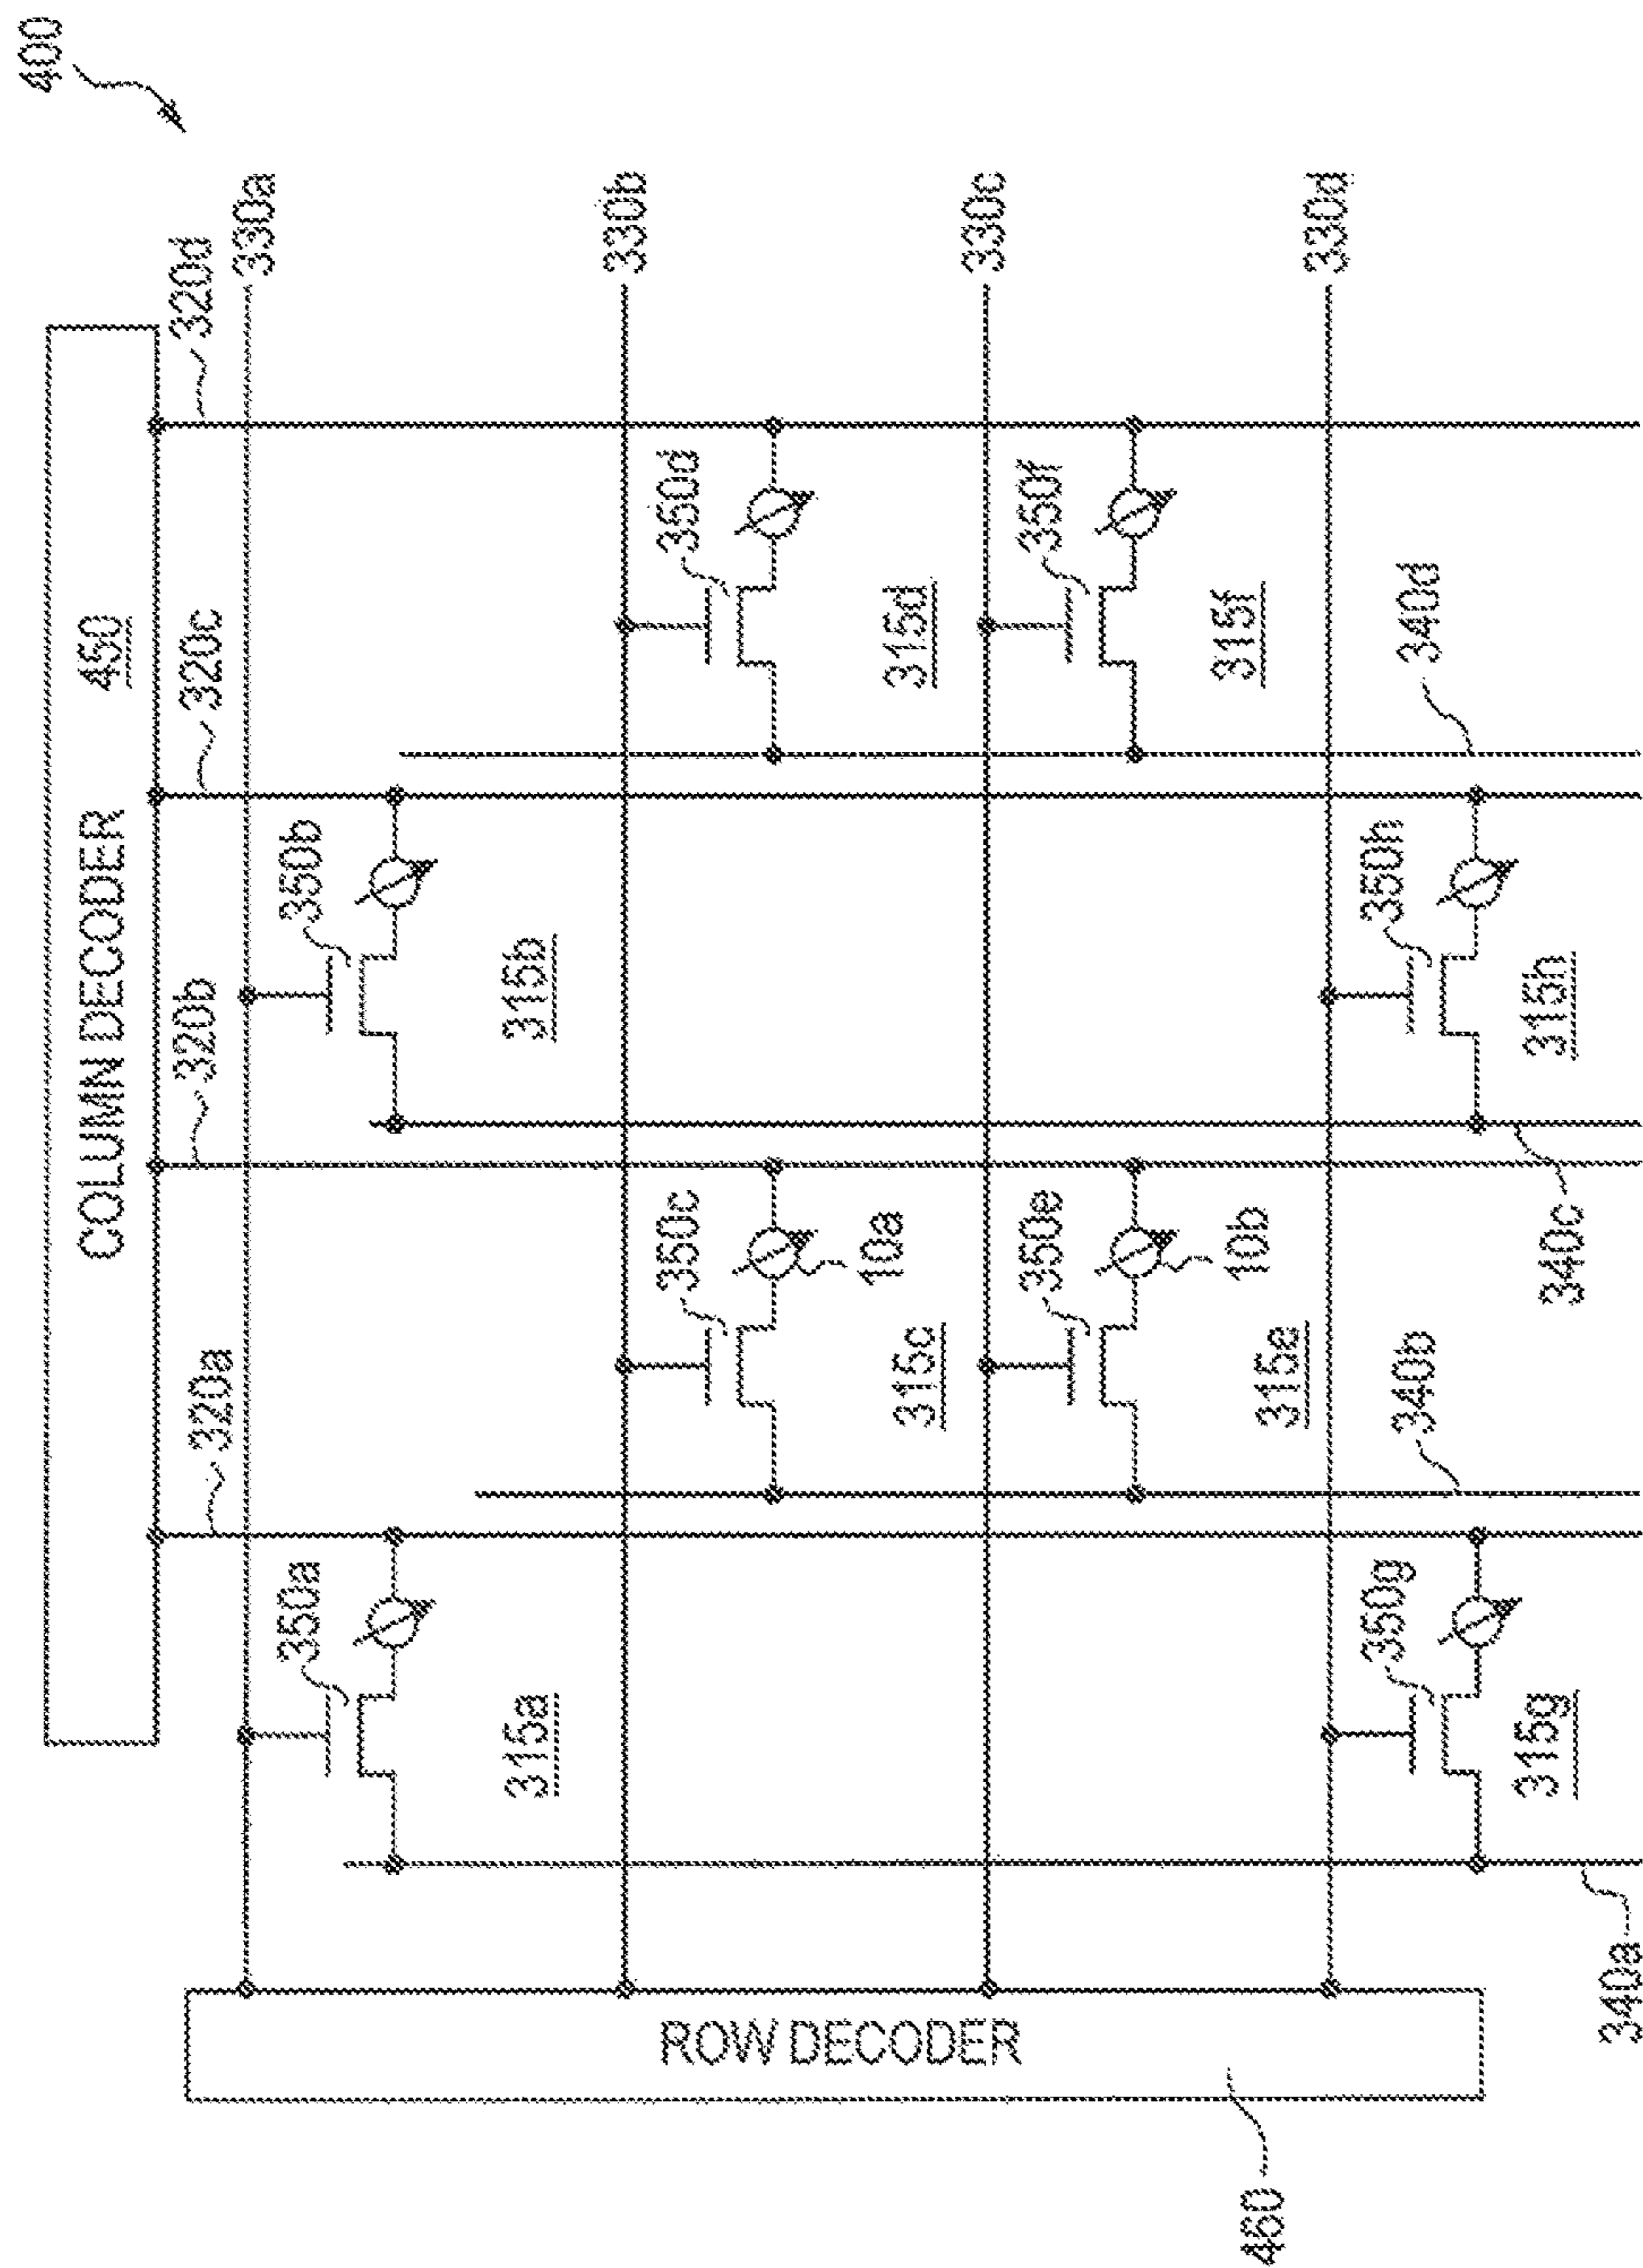 400
COLUMN DECODER 450
320a
320b
320c
320d
330a
350a
350b
315a
315b
330b
350c
350d
10a
315c
315d
330c
350e
350f
10b
315e
315f
330d
340b
340d
350g
350h
315g
315h
340c
340a
ROW DECODER
460